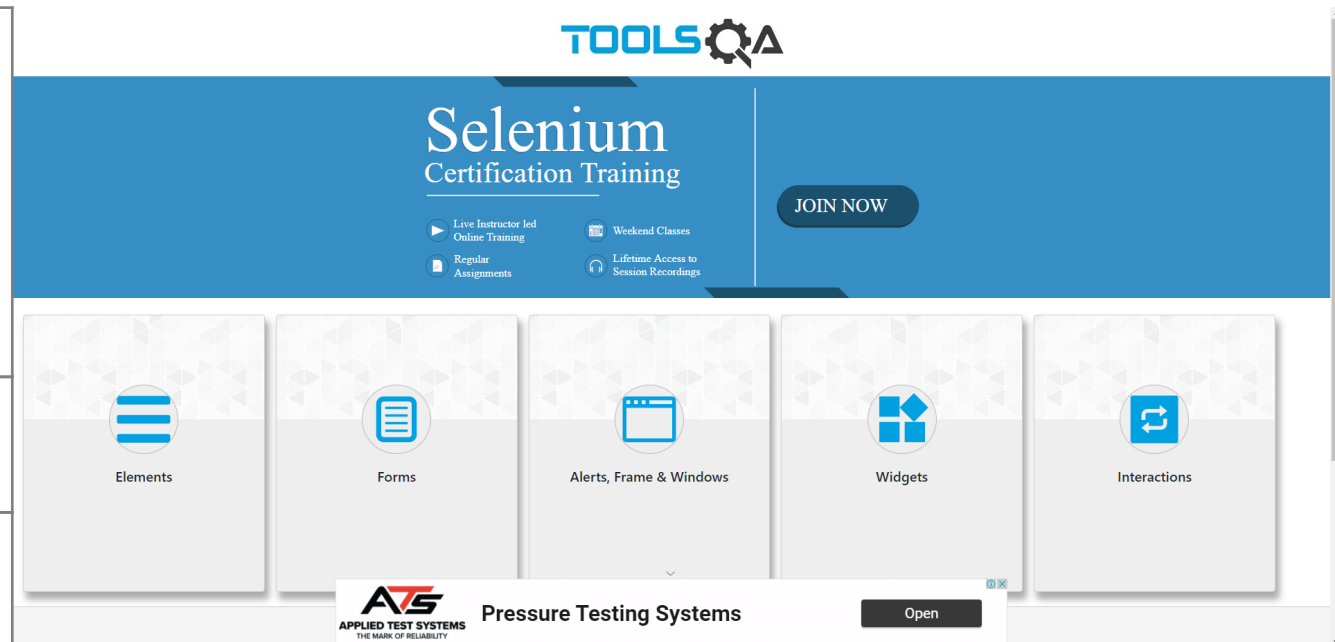 TOOLSQA
Selenium
Certification Training
Live Instructor led
Online Training
Weekend Classes
Regular
Assignments
Lifetime Access to
Session Recordings
JOIN NOW
Elements
Forms
Alerts, Frame & Windows
Widgets
Interactions
ATS
APPLIED TEST SYSTEMS
THE MARK OF RELIABILITY
Pressure Testing Systems
Open